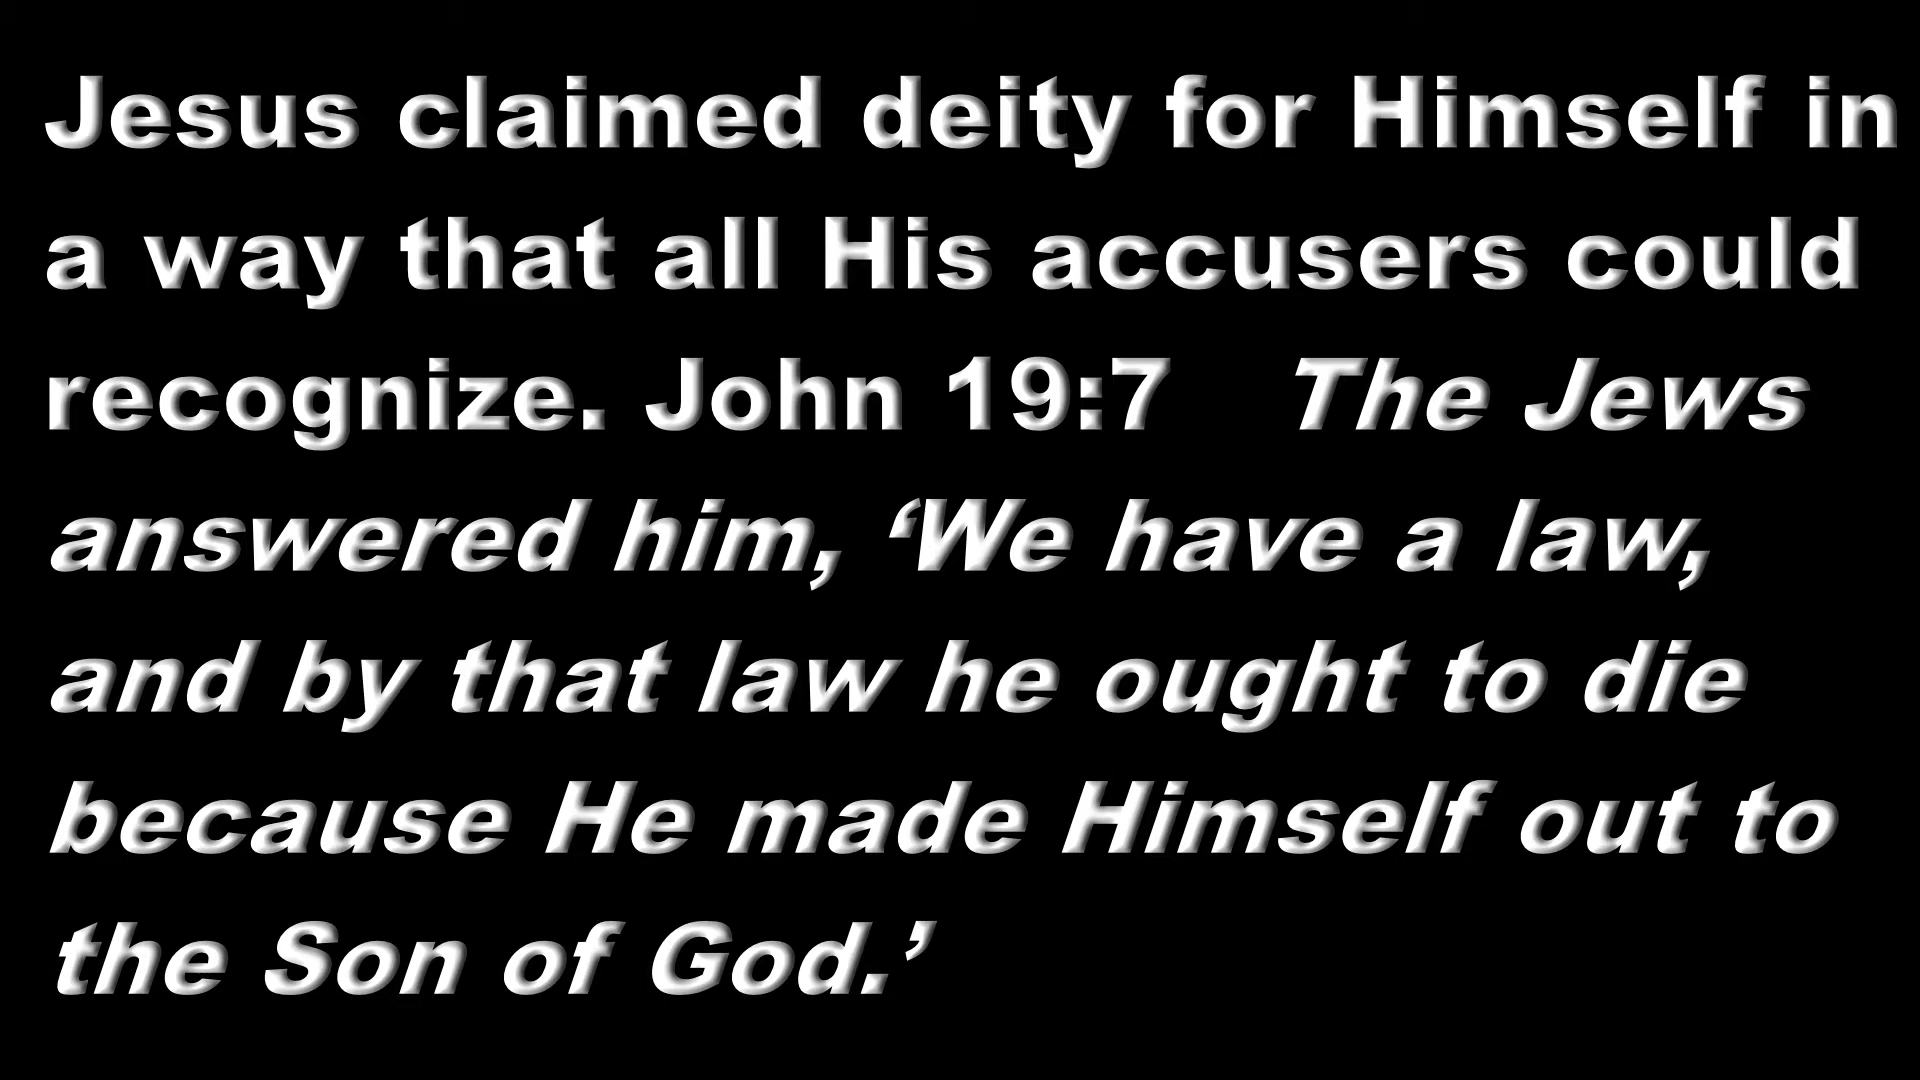 Jesus claimed deity for Himself in
a way that all His accusers could
recognize. John 19:7   The Jews
answered him, ‘We have a law,
and by that law he ought to die
because He made Himself out to
the Son of God.’